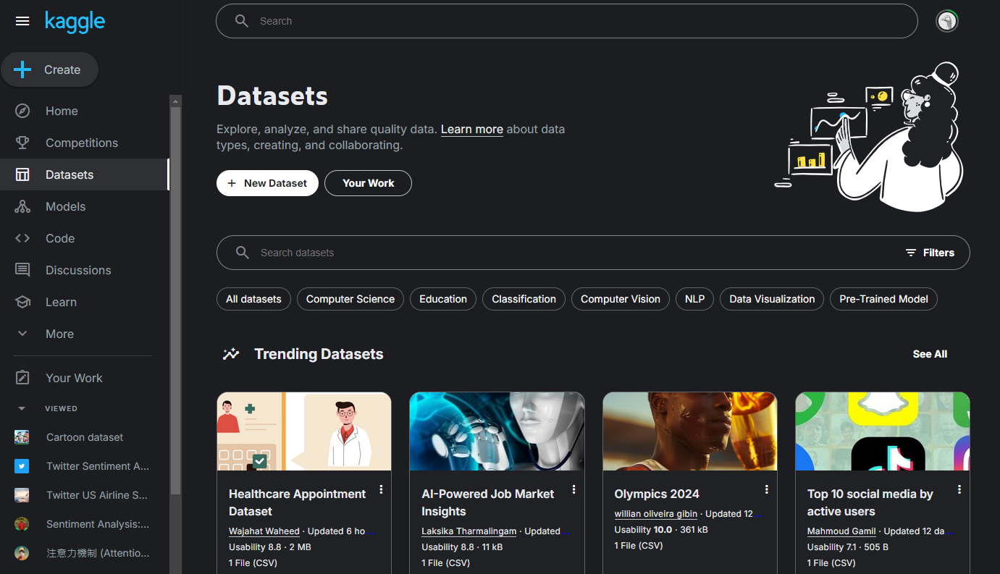 kaggle
Search
Create
Home
Competitions
Datasets
Models
Code
Discussions
Learn
More
Your Work
VIEWED
Cartoon dataset
Twitter Sentiment A...
Twitter US Airline S...
Sentiment Analysis:...
注意力機制 (Attentio...
Datasets
Explore, analyze, and share quality data. Learn more about data
types, creating, and collaborating.
+ New Dataset
Your Work
Search datasets
Filters
All datasets
Computer Science
Education
Classification
Computer Vision
NLP
Data Visualization
Pre-Trained Model
Trending Datasets
See All
Healthcare Appointment
Dataset
Wajahat Waheed · Updated 6 ho...
Usability 8.8 · 2 MB
1 File (CSV)
AI-Powered Job Market
Insights
Laksika Tharmalingam · Updated...
Usability 8.8 · 11 kB
1 File (CSV)
Olympics 2024
willian oliveira gibin · Updated 12...
Usability 10.0 · 361 kB
1 File (CSV)
Top 10 social media by
active users
Mahmoud Gamil · Updated 12 da...
Usability 7.1 · 505 B
1 File (CSV)